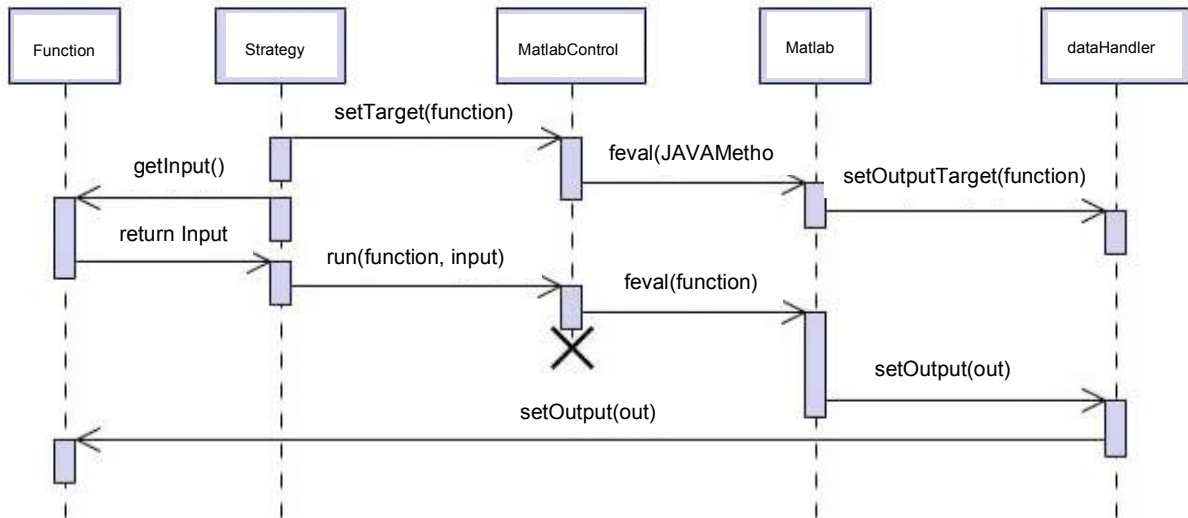 Function
Strategy
MatlabControl
Matlab
dataHandler
setTarget(function)
feval(JAVAMetho
getInput()
setOutputTarget(function)
return Input
run(function, input)
feval(function)
setOutput(out)
setOutput(out)